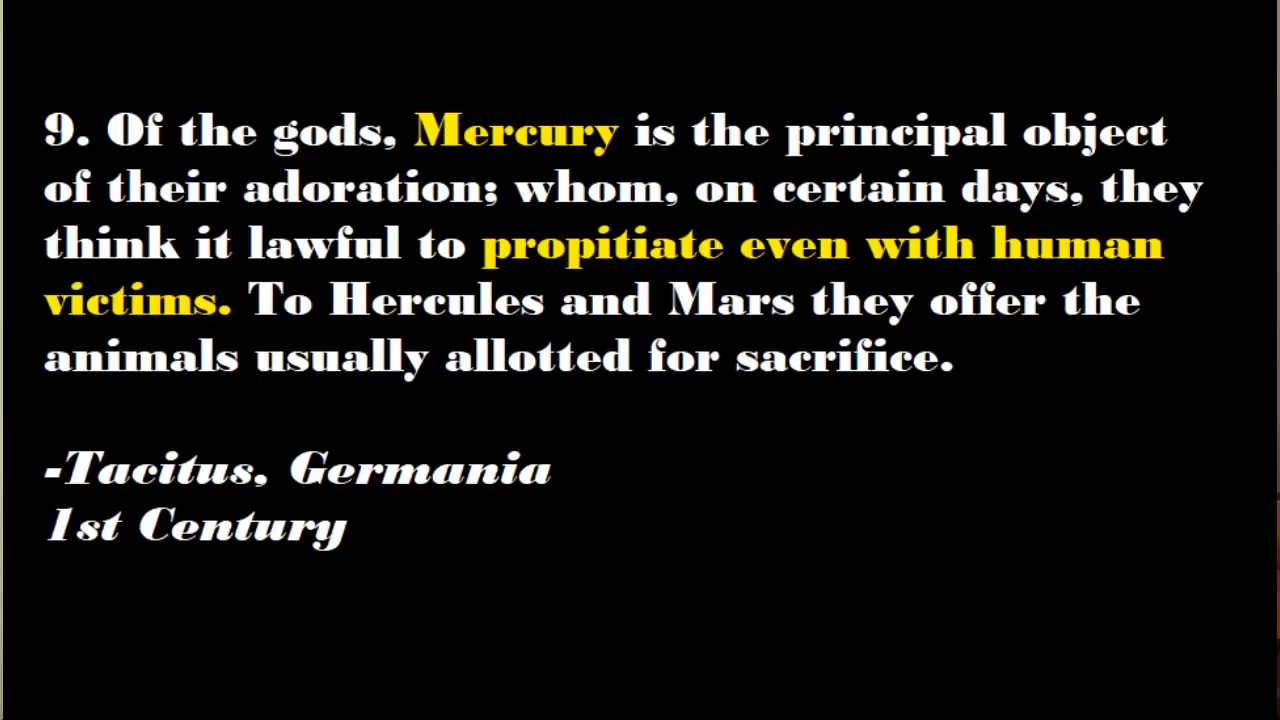 9. Of the gods, Mercury is the principal object
of their adoration; whom, on certain days, they
think it lawful to propitiate even with human
victims. To Hercules and Mars they offer the
animals usually allotted for sacrifice.
-Tacitus, Germania
1st Century